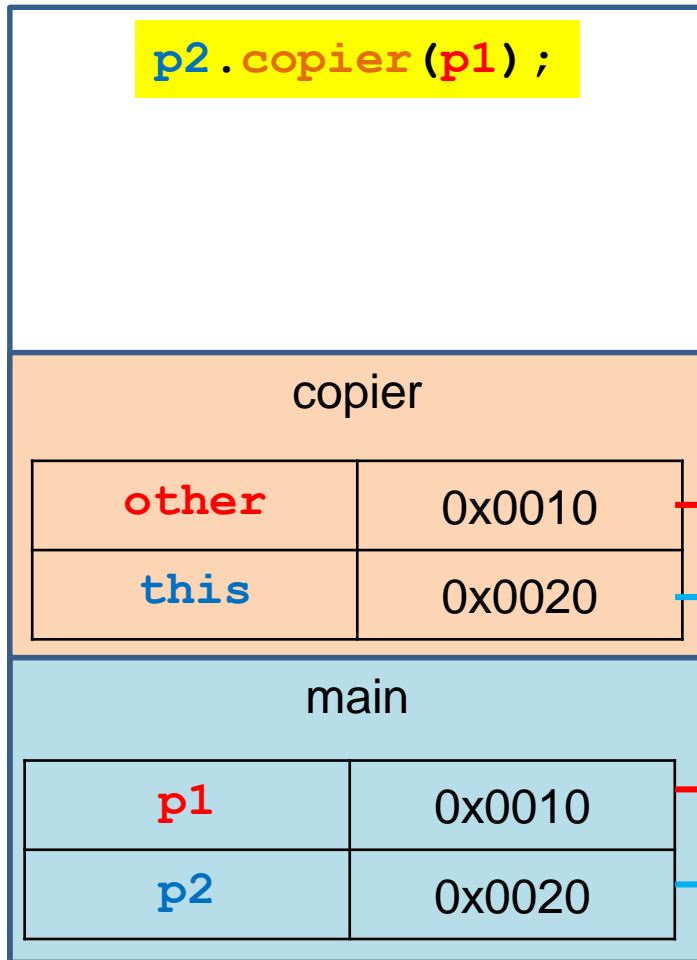 p2.copier(p1);
copier
other 0x0010
this 0x0020
main
p1 0x0010
p2 0x0020